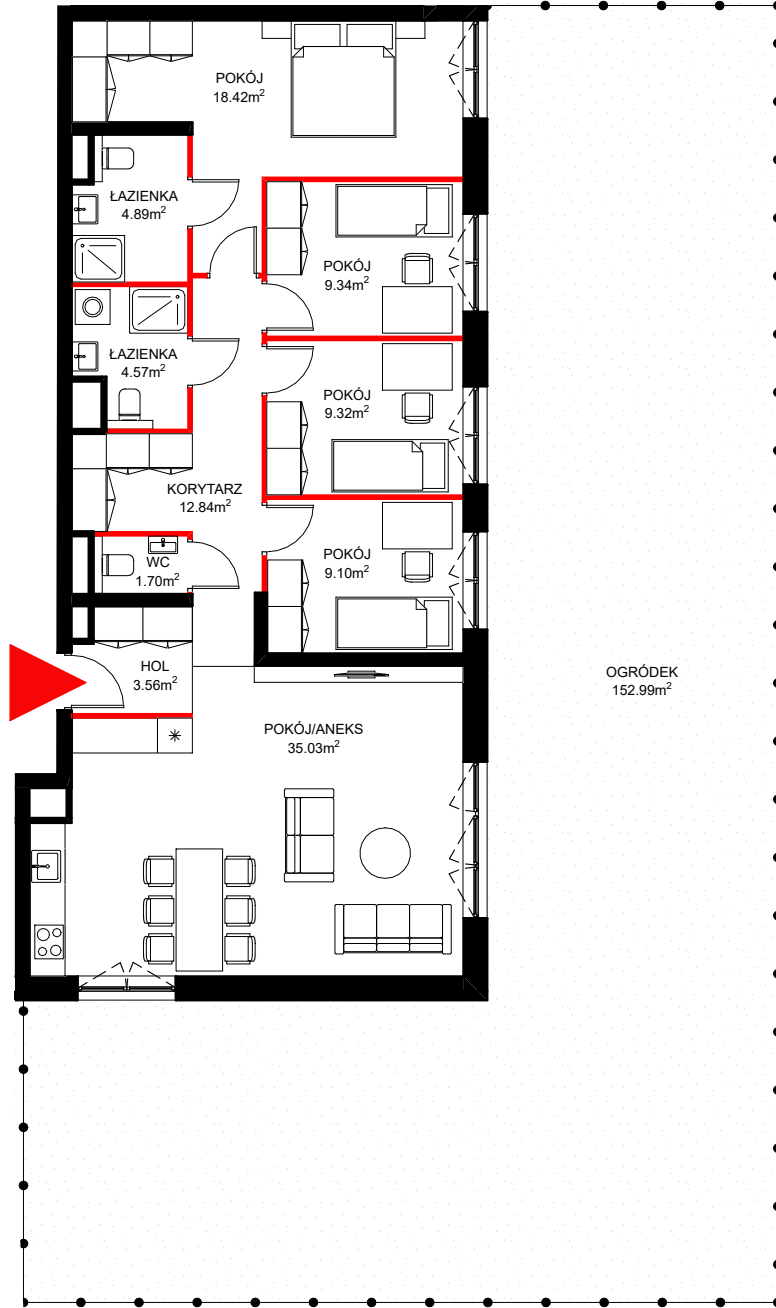 POKÓJ
18.42m²
ŁAZIENKA
4.89m²
POKÓJ
9.34m²
ŁAZIENKA
4.57m²
POKÓJ
9.32m²
KORYTARZ
12.84m²
WC
1.70m²
POKÓJ
9.10m²
HOL
3.56m²
OGRÓDEK
152.99m²
POKÓJ/ANEKS
35.03m²